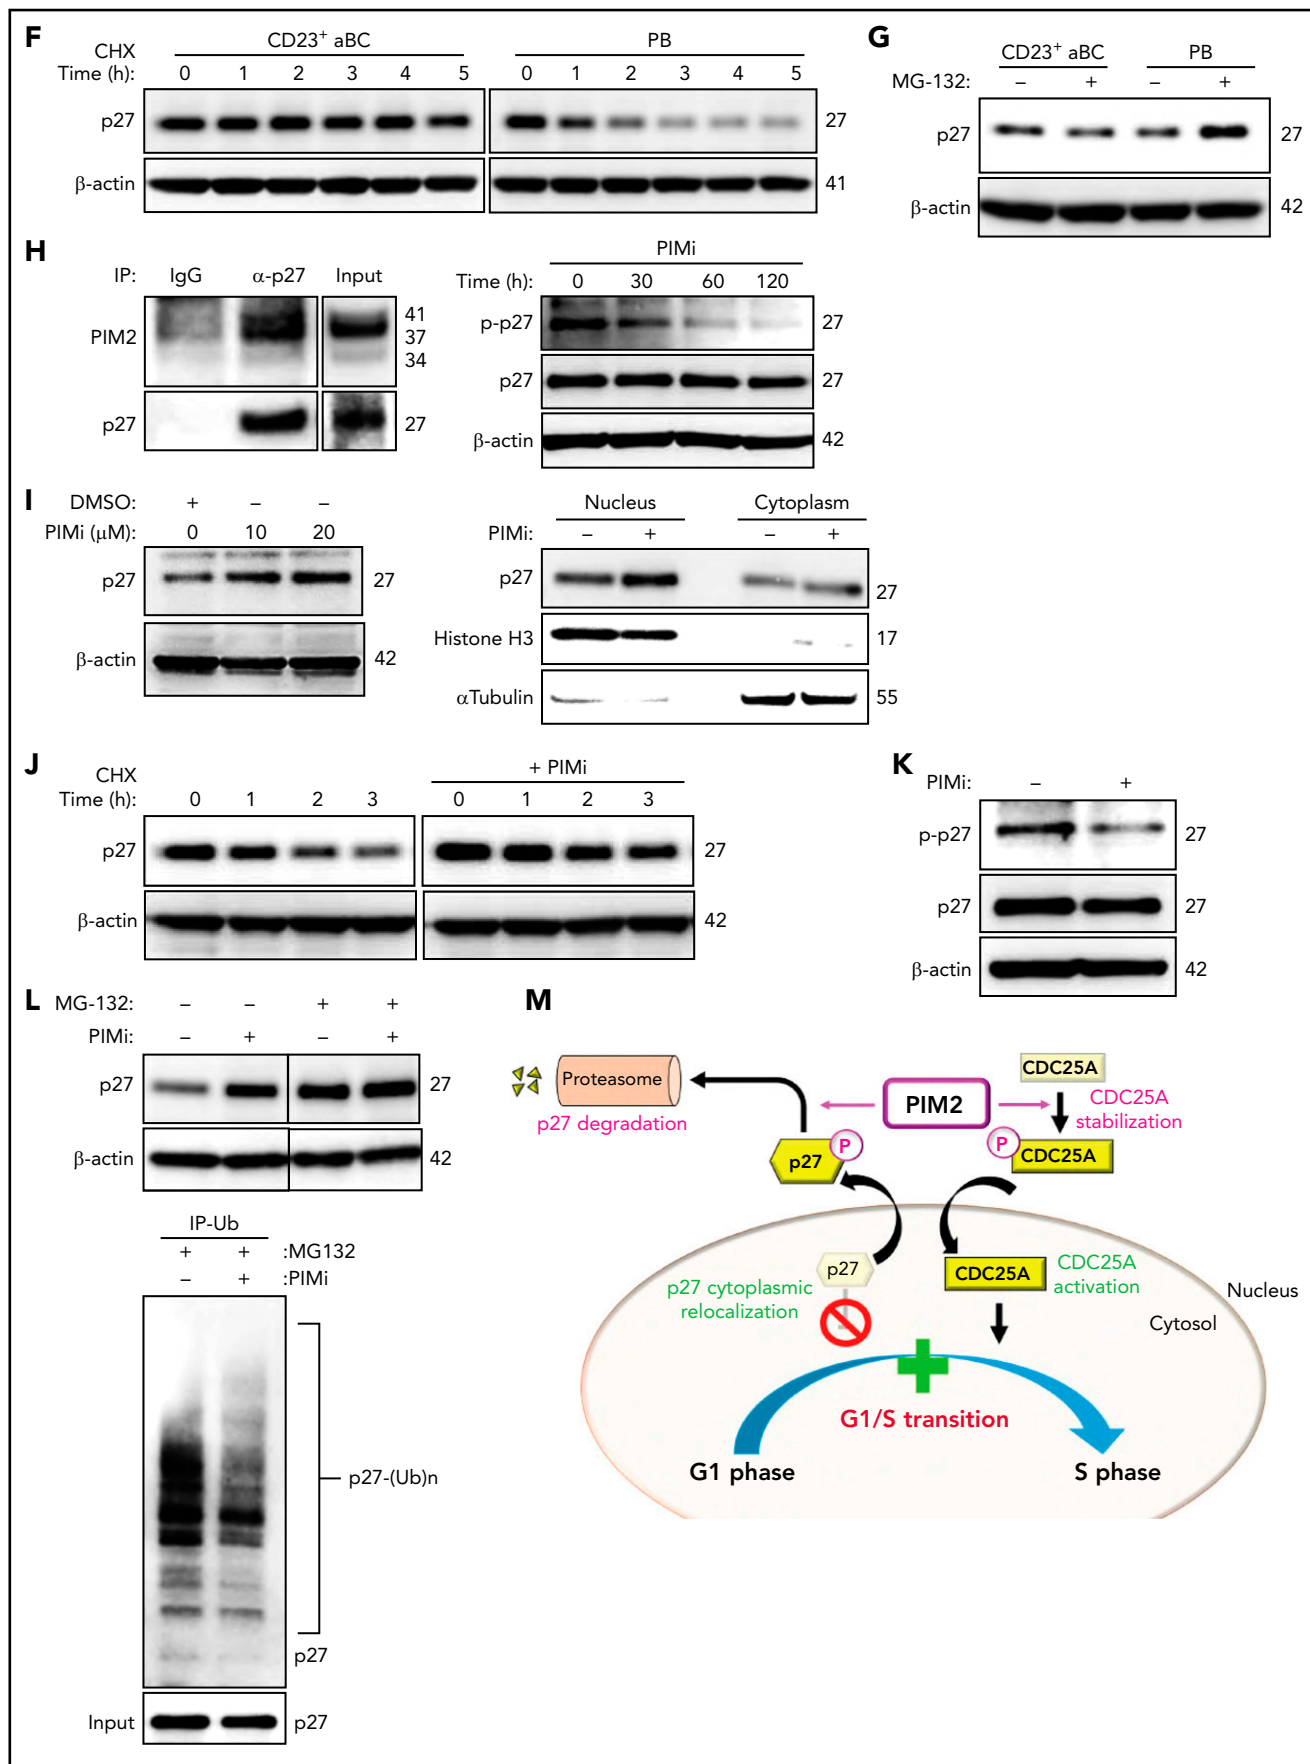 F
CHX
CD23+ aBC
PB
Time (h): 0 1 2 3 4 5 0 1 2 3 4 5
p27 27
β-actin 41
G
CD23+ aBC PB
MG-132: – + – +
p27 27
β-actin 42
H
IP: IgG α-p27 Input
PIM2 41
37
34
p27 27
PIMi
Time (h): 0 30 60 120
p-p27 27
p27 27
β-actin 42
I
DMSO: + – –
PIMi (μM): 0 10 20
p27 27
β-actin 42
Nucleus Cytoplasm
PIMi: – + – +
p27 27
Histone H3 17
αTubulin 55
J
CHX
+ PIMi
Time (h): 0 1 2 3 0 1 2 3
p27 27
β-actin 42
K
PIMi: – +
p-p27 27
p27 27
β-actin 42
L
MG-132: – – + +
PIMi: – + – +
p27 27
β-actin 42
IP-Ub
+ + :MG132
– + :PIMi
p27-(Ub)n
p27
Input p27
M
Proteasome
p27 degradation
PIM2
CDC25A
CDC25A
stabilization
P
p27
P
CDC25A
p27
p27 cytoplasmic
relocalization
CDC25A
CDC25A
activation
Nucleus
Cytosol
G1/S transition
G1 phase
S phase